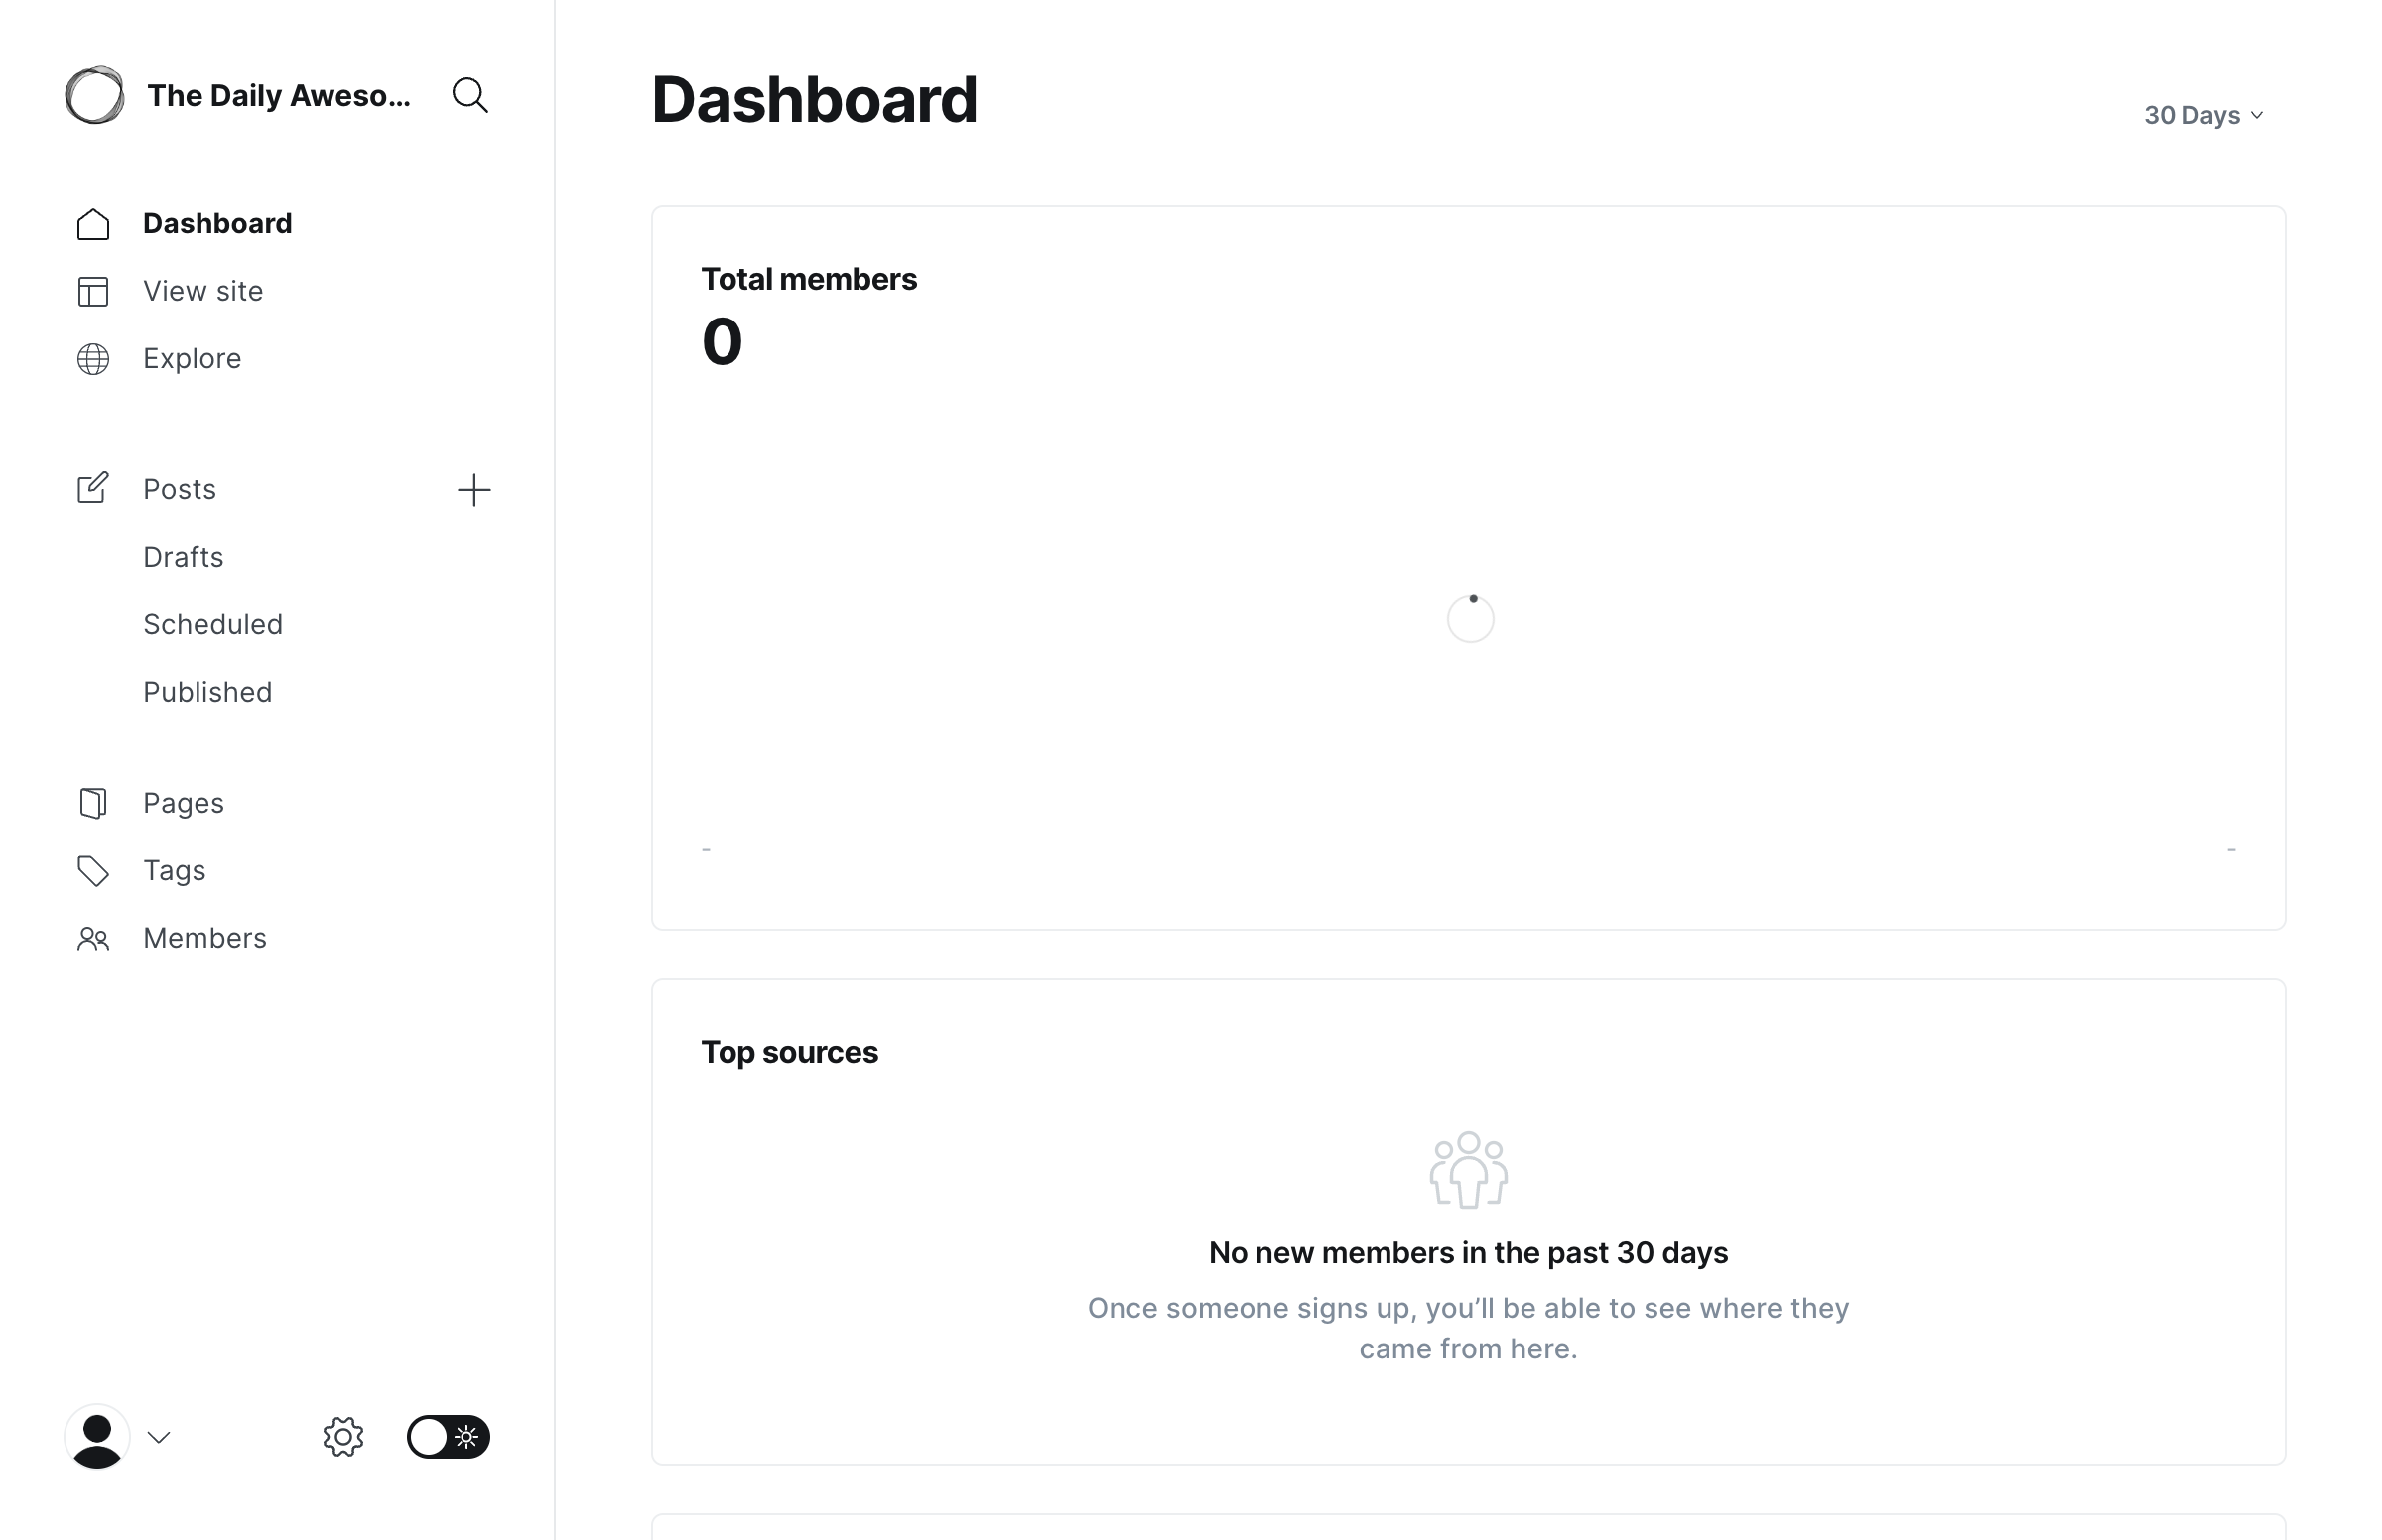 The Daily Aweso...
Dashboard
View site
Explore
Posts
Drafts
Scheduled
Published
Pages
Tags
Members
Dashboard
30 Days
Total members
0
-
-
Top sources
No new members in the past 30 days
Once someone signs up, you’ll be able to see where they
came from here.